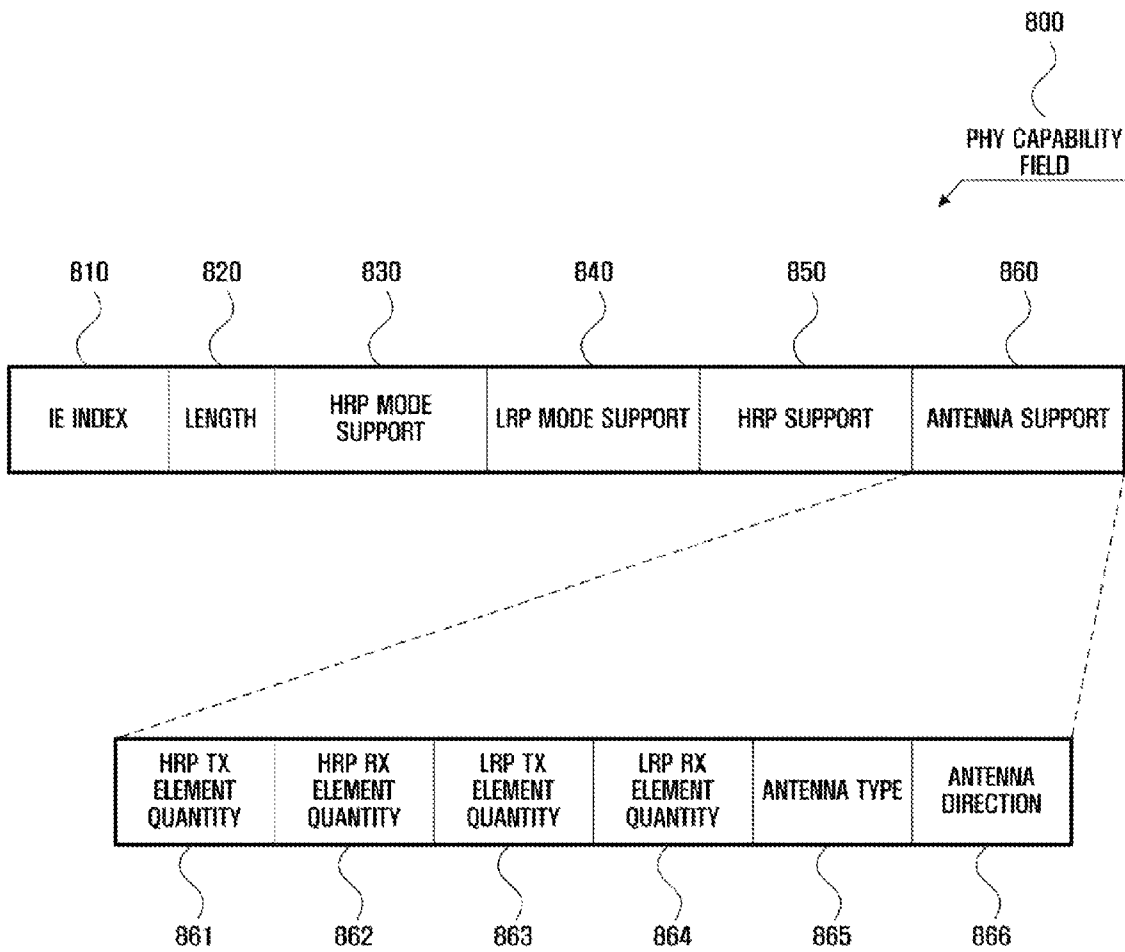 800
PHY CAPABILITY
FIELD
810 820 830 840 850 860
IE INDEX
LENGTH
HRP MODE
SUPPORT
LRP MODE SUPPORT
HRP SUPPORT
ANTENNA SUPPORT
HRP TX
ELEMENT
QUANTITY
HRP RX
ELEMENT
QUANTITY
LRP TX
ELEMENT
QUANTITY
LRP RX
ELEMENT
QUANTITY
ANTENNA TYPE
ANTENNA
DIRECTION
861 862 863 864 865 866